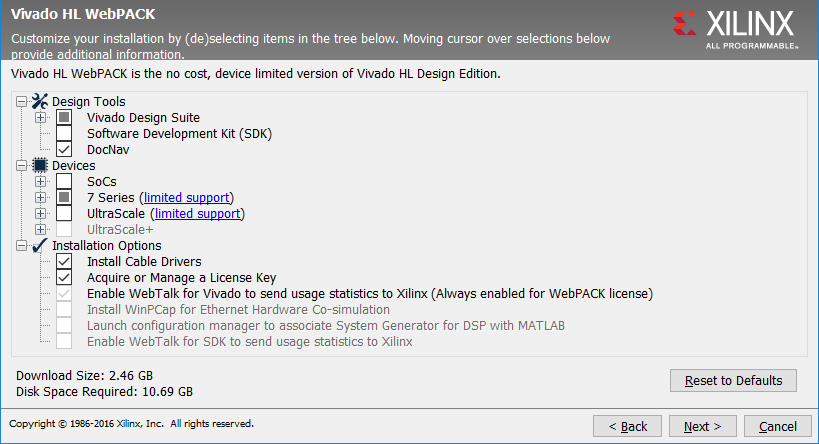 Vivado HL WebPACK
Customize your installation by (de)selecting items in the tree below. Moving cursor over selections below
provide additional information.
XILINX
ALL PROGRAMMABLE™
Vivado HL WebPACK is the no cost, device limited version of Vivado HL Design Edition.
Design Tools
Vivado Design Suite
Software Development Kit (SDK)
DocNav
Devices
SoCs
7 Series (limited support)
UltraScale (limited support)
UltraScale+
Installation Options
Install Cable Drivers
Acquire or Manage a License Key
Enable WebTalk for Vivado to send usage statistics to Xilinx (Always enabled for WebPACK license)
Install WinPCap for Ethernet Hardware Co-simulation
Launch configuration manager to associate System Generator for DSP with MATLAB
Enable WebTalk for SDK to send usage statistics to Xilinx
Download Size: 2.46 GB
Disk Space Required: 10.69 GB
Reset to Defaults
Copyright © 1986-2016 Xilinx, Inc. All rights reserved.
< Back
Next >
Cancel